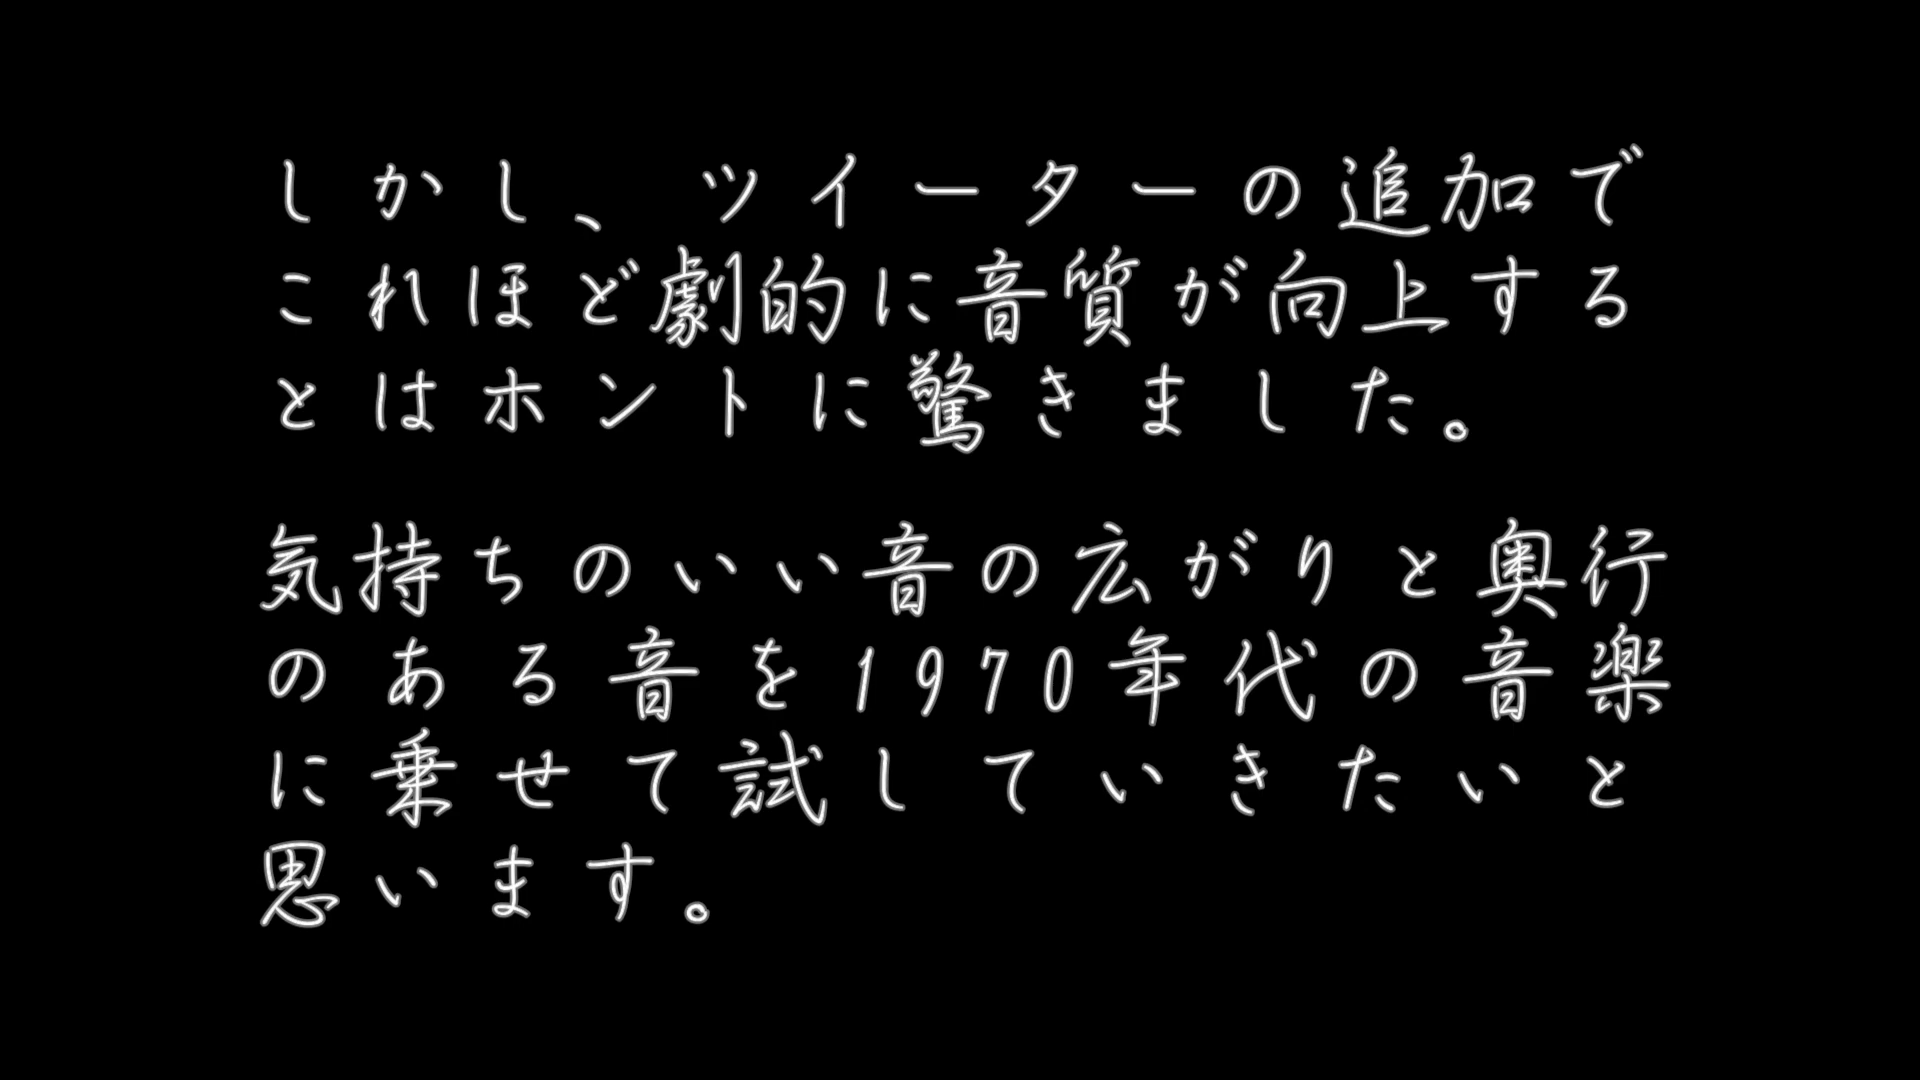 しかし、ツイーターの追加で
これほど劇的に音質が向上する
とはホントに驚きました。
気持ちのいい音の広がりと奥行
のある音を1970年代の音楽
に乗せて試していきたいと
思います。